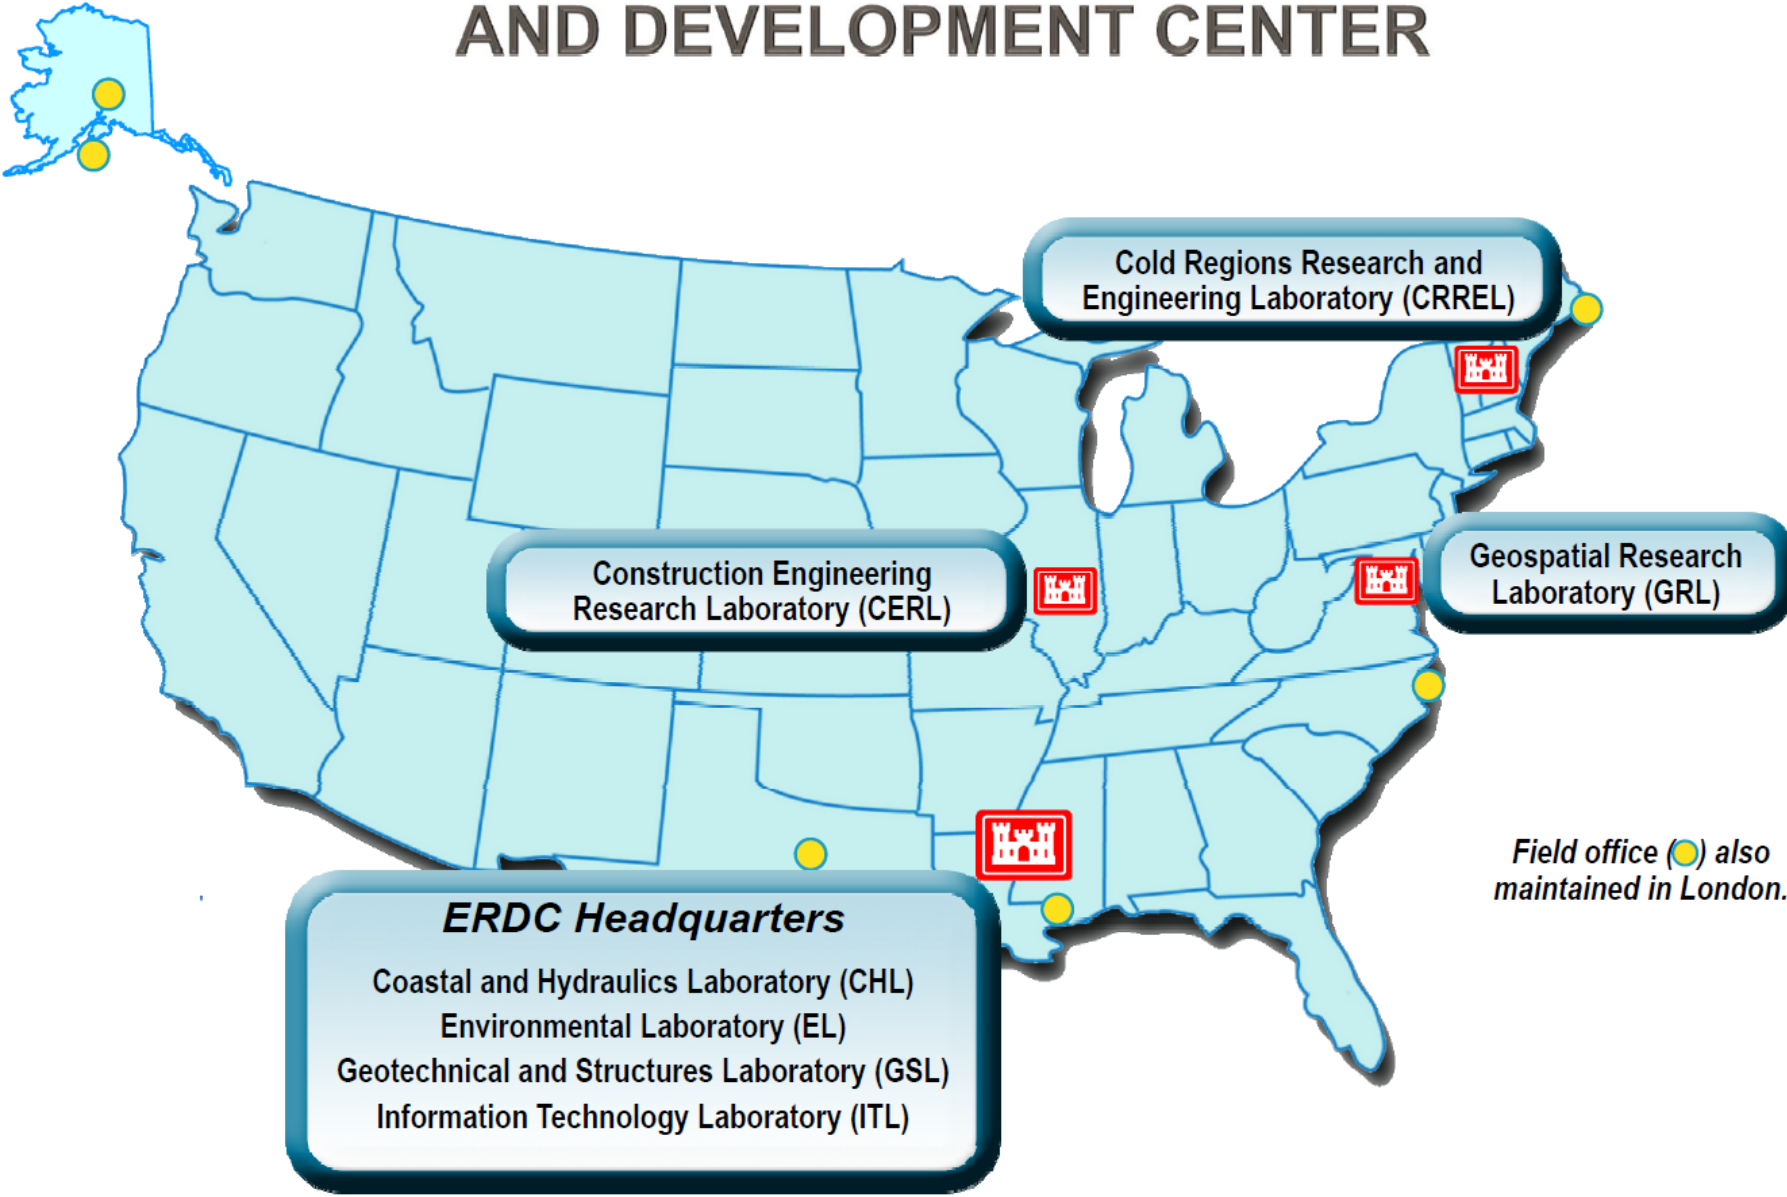 AND DEVELOPMENT CENTER
Cold Regions Research and
Engineering Laboratory (CRREL)
Construction Engineering
Research Laboratory (CERL)
Geospatial Research
Laboratory (GRL)
Field office ( ) also
maintained in London.
ERDC Headquarters
Coastal and Hydraulics Laboratory (CHL)
Environmental Laboratory (EL)
Geotechnical and Structures Laboratory (GSL)
Information Technology Laboratory (ITL)